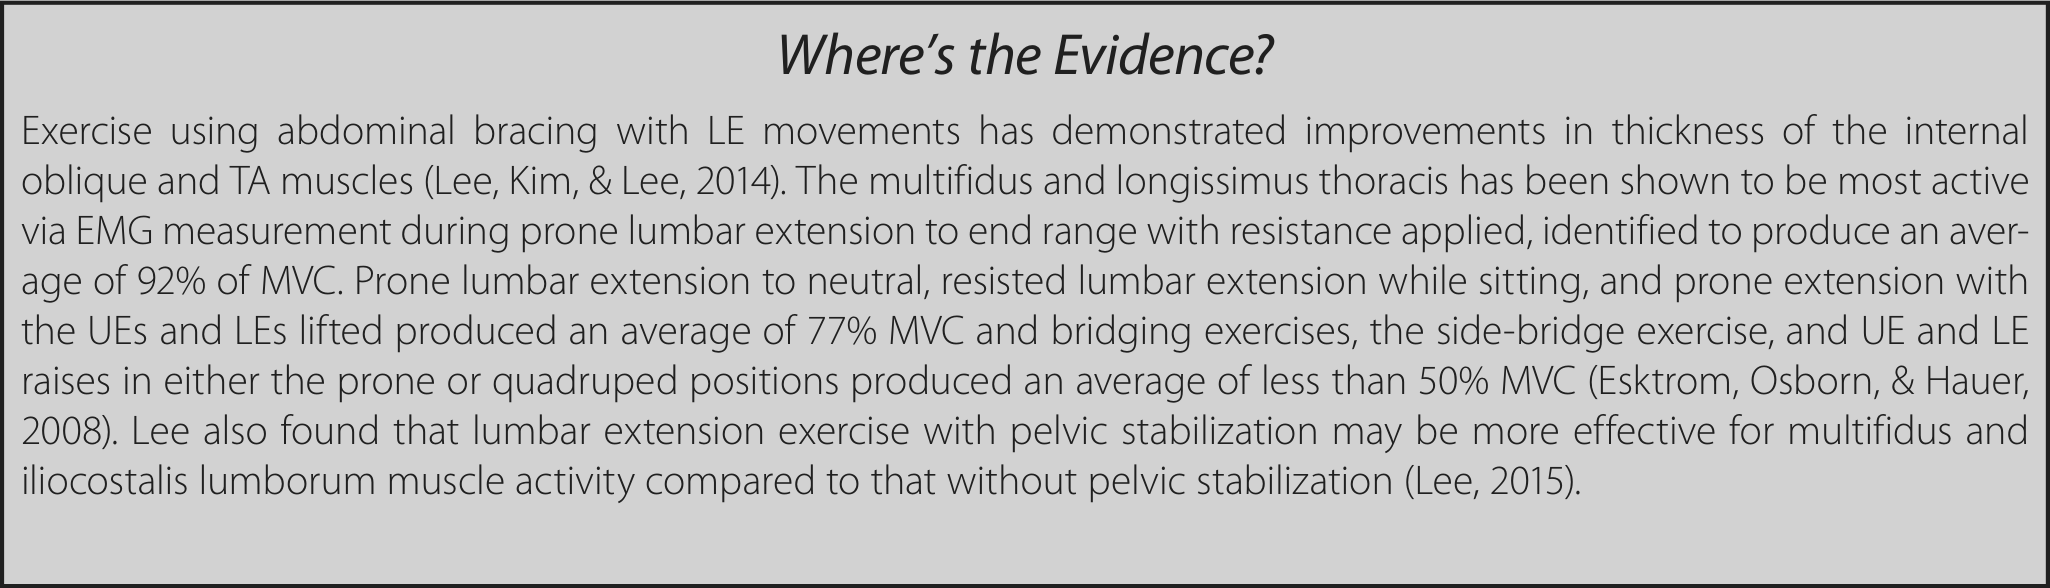 Where’s the Evidence?
Exercise using abdominal bracing with LE movements has demonstrated improvements in thickness of the internal
oblique and TA muscles (Lee, Kim, & Lee, 2014). The multifidus and longissimus thoracis has been shown to be most active
via EMG measurement during prone lumbar extension to end range with resistance applied, identified to produce an aver-
age of 92% of MVC. Prone lumbar extension to neutral, resisted lumbar extension while sitting, and prone extension with
the UEs and LEs lifted produced an average of 77% MVC and bridging exercises, the side-bridge exercise, and UE and LE
raises in either the prone or quadruped positions produced an average of less than 50% MVC (Esktrom, Osborn, & Hauer,
2008). Lee also found that lumbar extension exercise with pelvic stabilization may be more effective for multifidus and
iliocostalis lumborum muscle activity compared to that without pelvic stabilization (Lee, 2015).